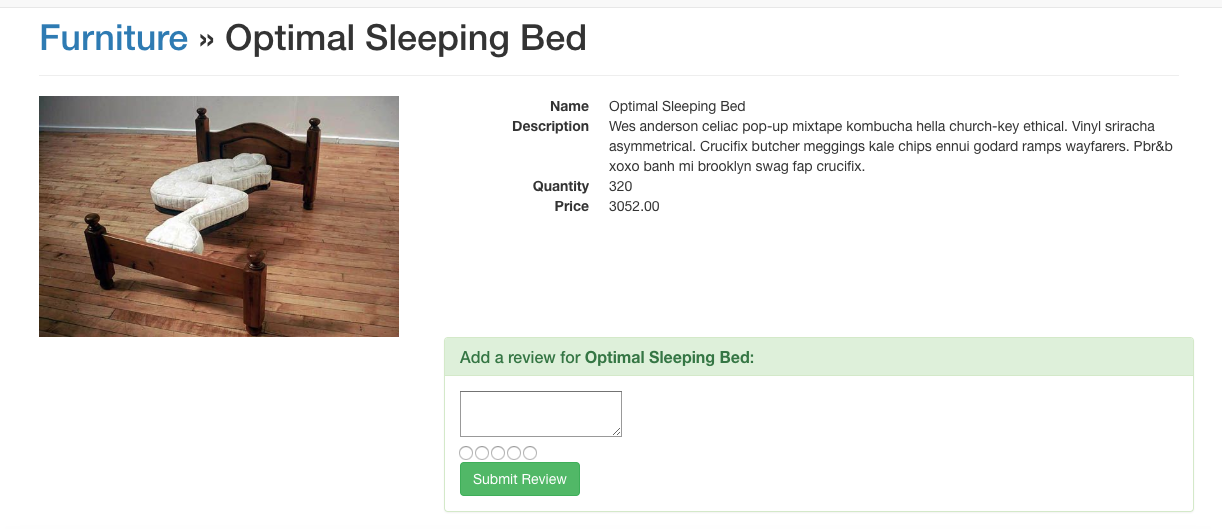 Furniture » Optimal Sleeping Bed
Name Optimal Sleeping Bed
Description Wes anderson celiac pop-up mixtape kombucha hella church-key ethical. Vinyl sriracha
asymmetrical. Crucifix butcher meggings kale chips ennui godard ramps wayfarers. Pbr&b
xoxo banh mi brooklyn swag fap crucifix.
Quantity 320
Price 3052.00
Add a review for Optimal Sleeping Bed:
Submit Review